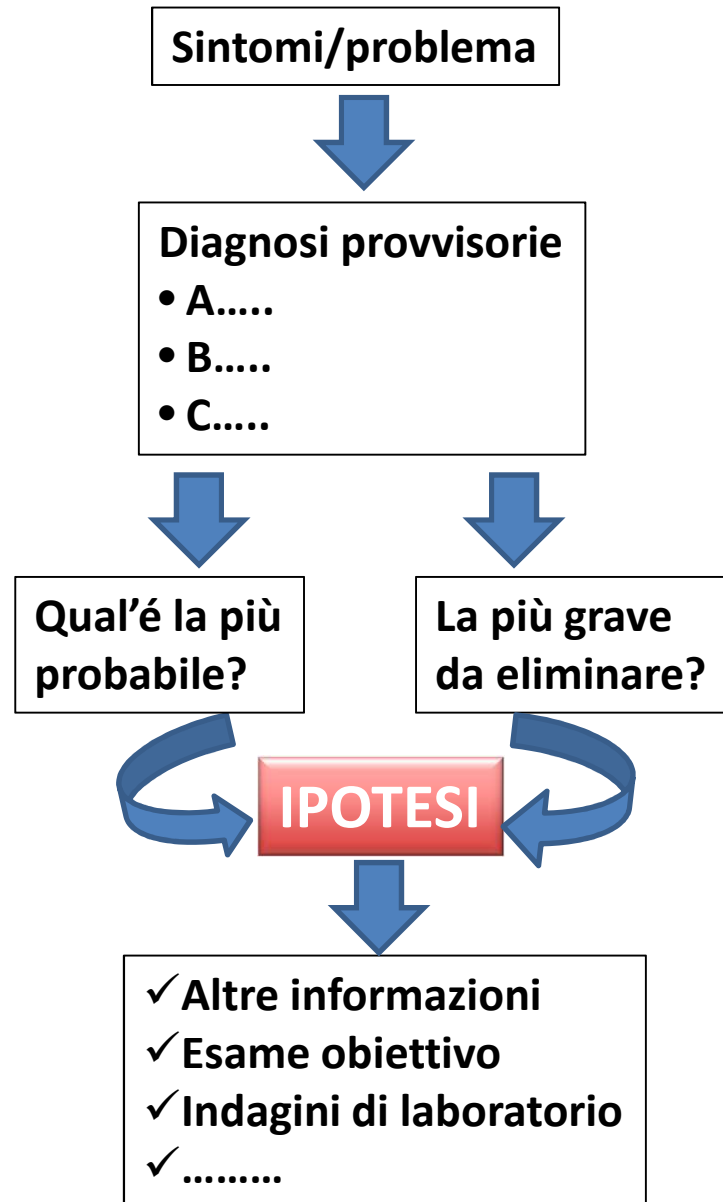 Sintomi/problema
Diagnosi provvisorie
• A.....
• B.....
• C.....
Qual’é la più
probabile?
La più grave
da eliminare?
IPOTESI
✓Altre informazioni
✓Esame obiettivo
✓Indagini di laboratorio
✓………